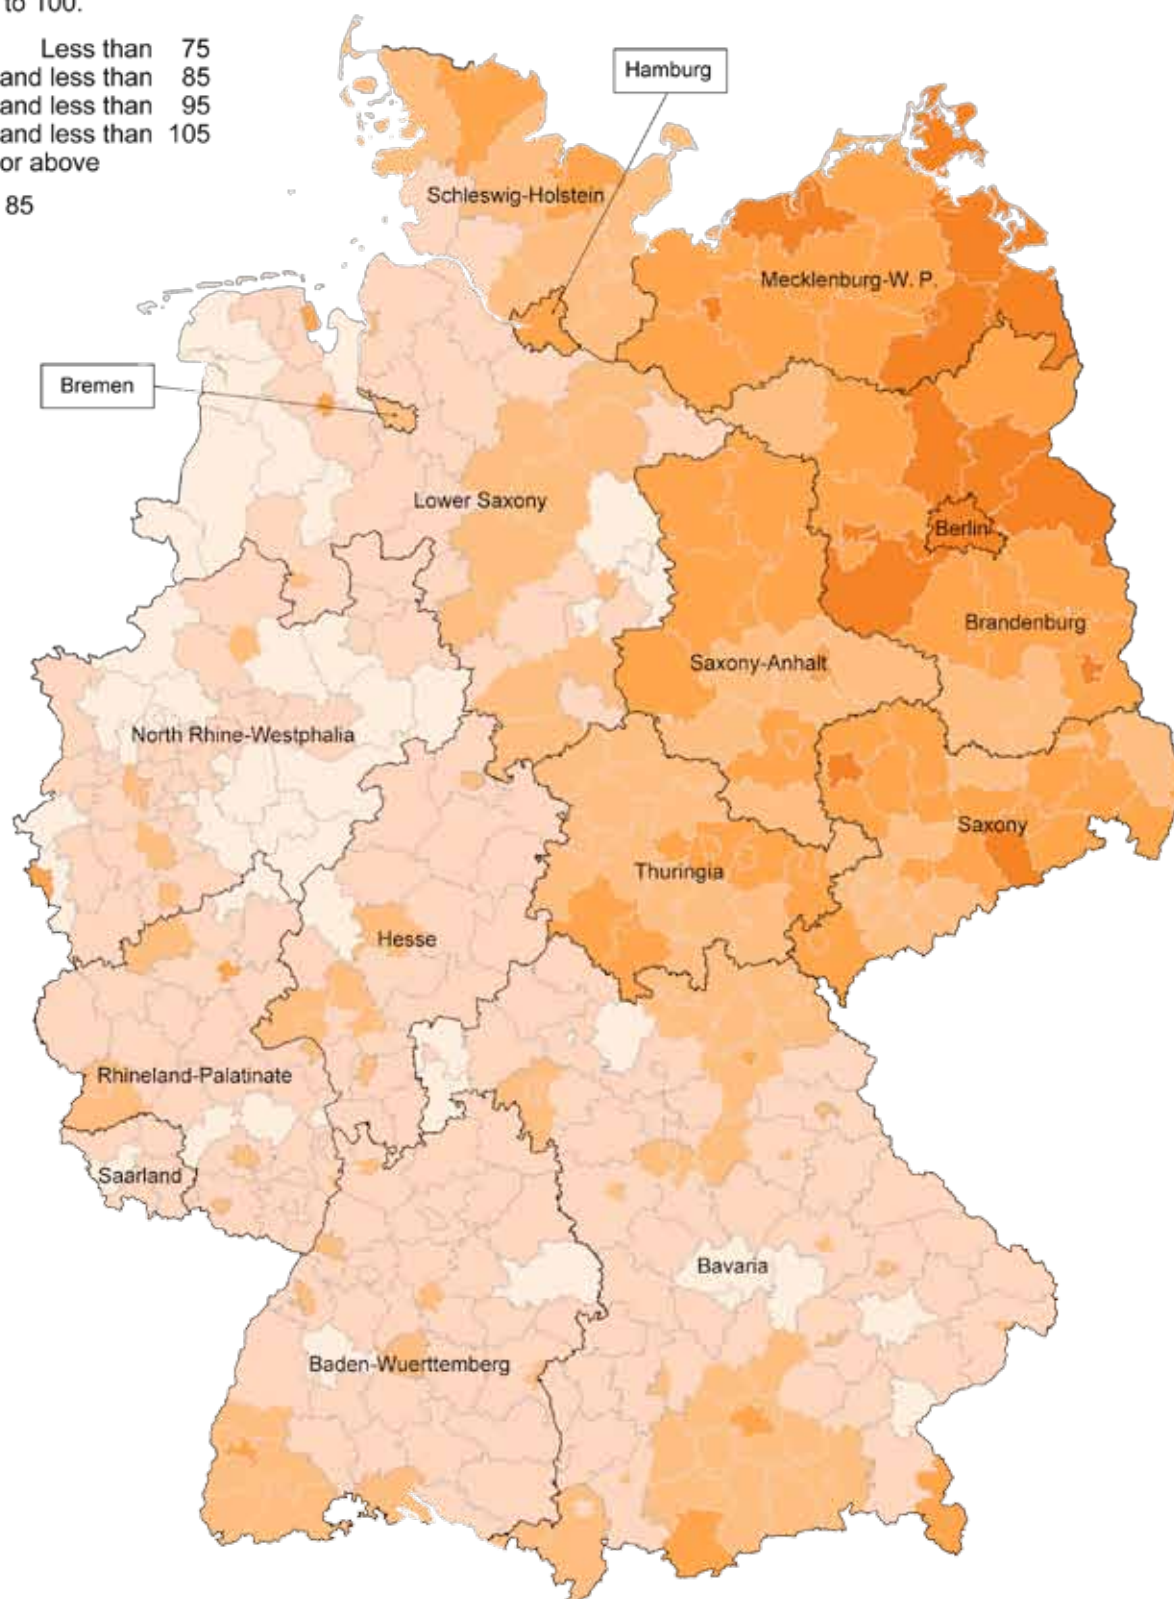 to 100.
Less than 75
and less than 85
and less than 95
and less than 105
or above
85
Hamburg
Schleswig-Holstein
Mecklenburg-W. P.
Bremen
Lower Saxony
Berlin
Brandenburg
Saxony-Anhalt
North Rhine-Westphalia
Saxony
Thuringia
Hesse
Rhineland-Palatinate
Saarland
Bavaria
Baden-Wuerttemberg